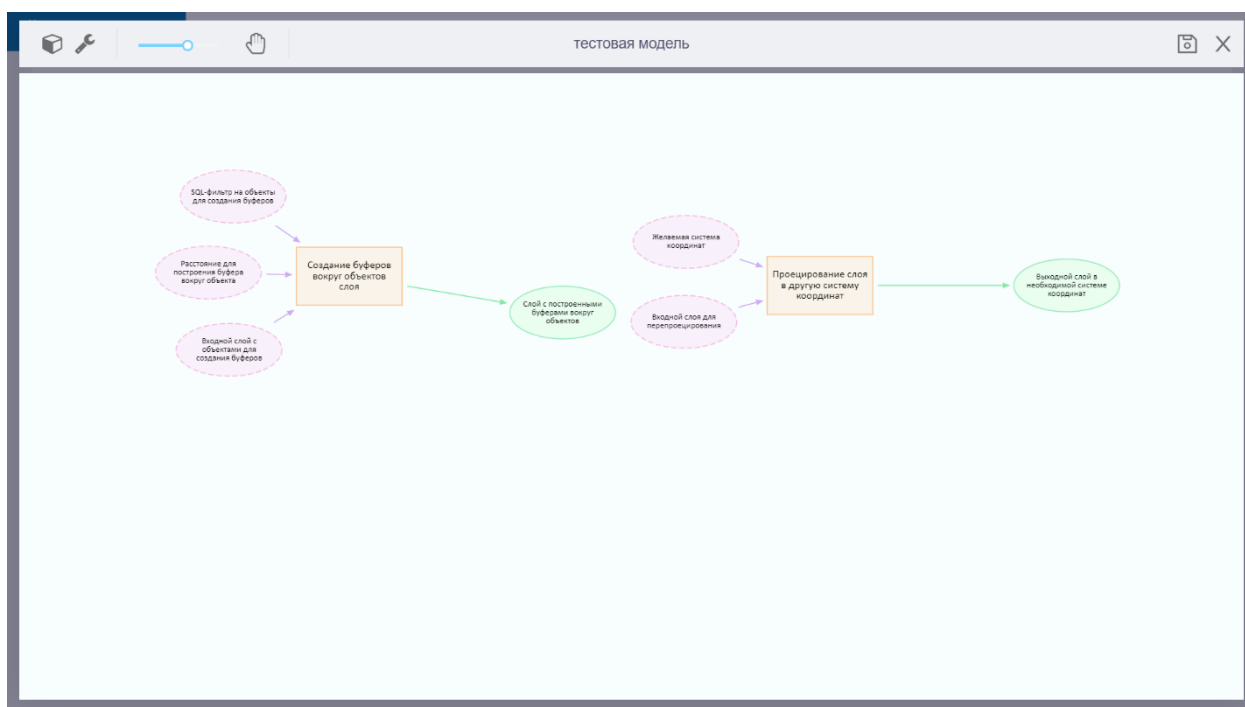 тестовая модель
SQL-фильтр на объекты
для создания буферов
Расстояние для
построения буфера
вокруг объекта
Входной слой с
объектами для
создания буферов
Создание буферов
вокруг объектов
слоя
Слой с построенными
буферами вокруг
объектов
Желаемая система
координат
Входной слоя для
перепроецирования
Проецирование слоя
в другую систему
координат
Выходной слой в
необходимой системе
координат